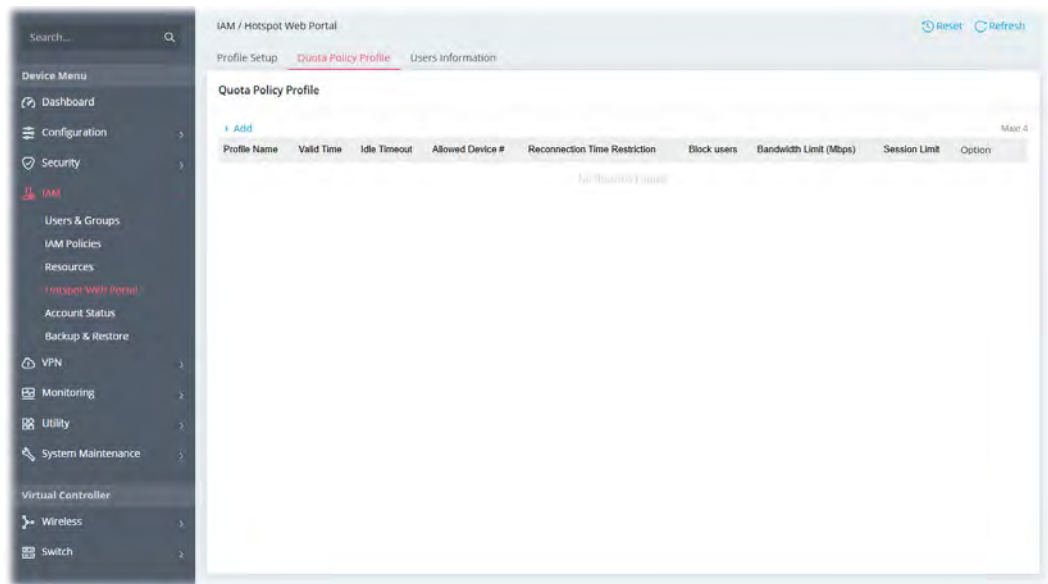 Search...
Device Menu
Dashboard
Configuration
Security
IAM
Users & Groups
IAM Policies
Resources
Hotspot Web Portal
Account Status
Backup & Restore
VPN
Monitoring
Utility
System Maintenance
Virtual Controller
Wireless
Switch
IAM / Hotspot Web Portal
Reset Refresh
Profile Setup Quota Policy Profile Users Information
Quota Policy Profile
+ Add Max: 4
Profile Name Valid Time Idle Timeout Allowed Device # Reconnection Time Restriction Block users Bandwidth Limit (Mbps) Session Limit Option